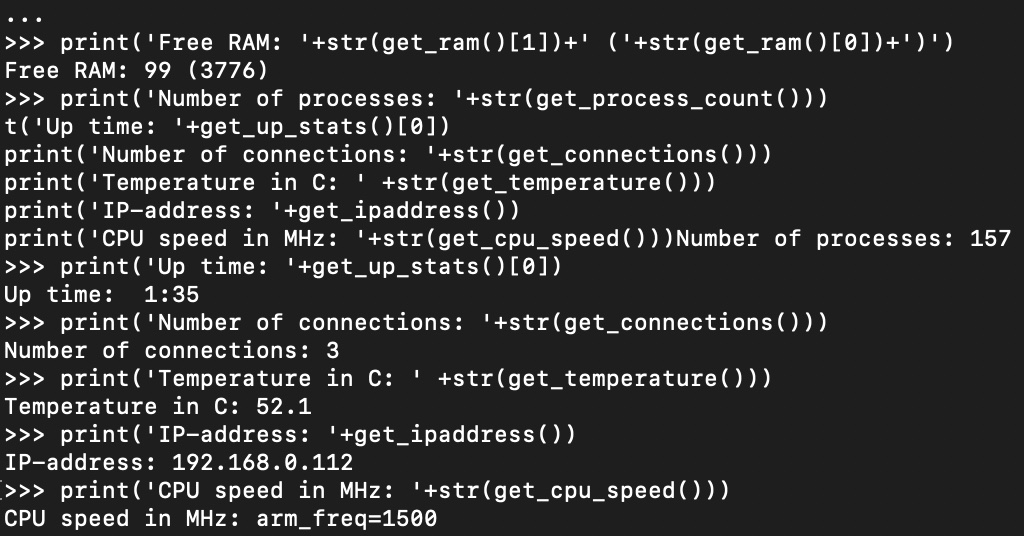 ...
>>> print('Free RAM: '+str(get_ram()[1])+' ('+str(get_ram()[0])+')')
Free RAM: 99 (3776)
>>> print('Number of processes: '+str(get_process_count()))
t('Up time: '+get_up_stats()[0])
print('Number of connections: '+str(get_connections()))
print('Temperature in C: ' +str(get_temperature()))
print('IP-address: '+get_ipaddress())
print('CPU speed in MHz: '+str(get_cpu_speed()))Number of processes: 157
>>> print('Up time: '+get_up_stats()[0])
Up time:  1:35
>>> print('Number of connections: '+str(get_connections()))
Number of connections: 3
>>> print('Temperature in C: ' +str(get_temperature()))
Temperature in C: 52.1
>>> print('IP-address: '+get_ipaddress())
IP-address: 192.168.0.112
>>> print('CPU speed in MHz: '+str(get_cpu_speed()))
CPU speed in MHz: arm_freq=1500